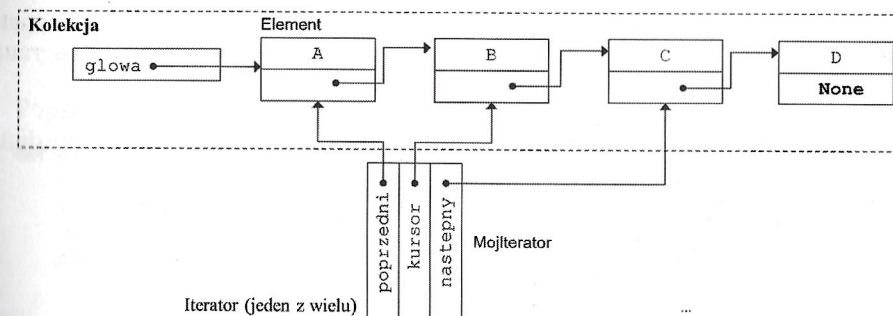 Kolekcja
Element
glowa
A
B
C
D
None
poprzedni
kursor
nastepny
MojIterator
Iterator (jeden z wielu)
...